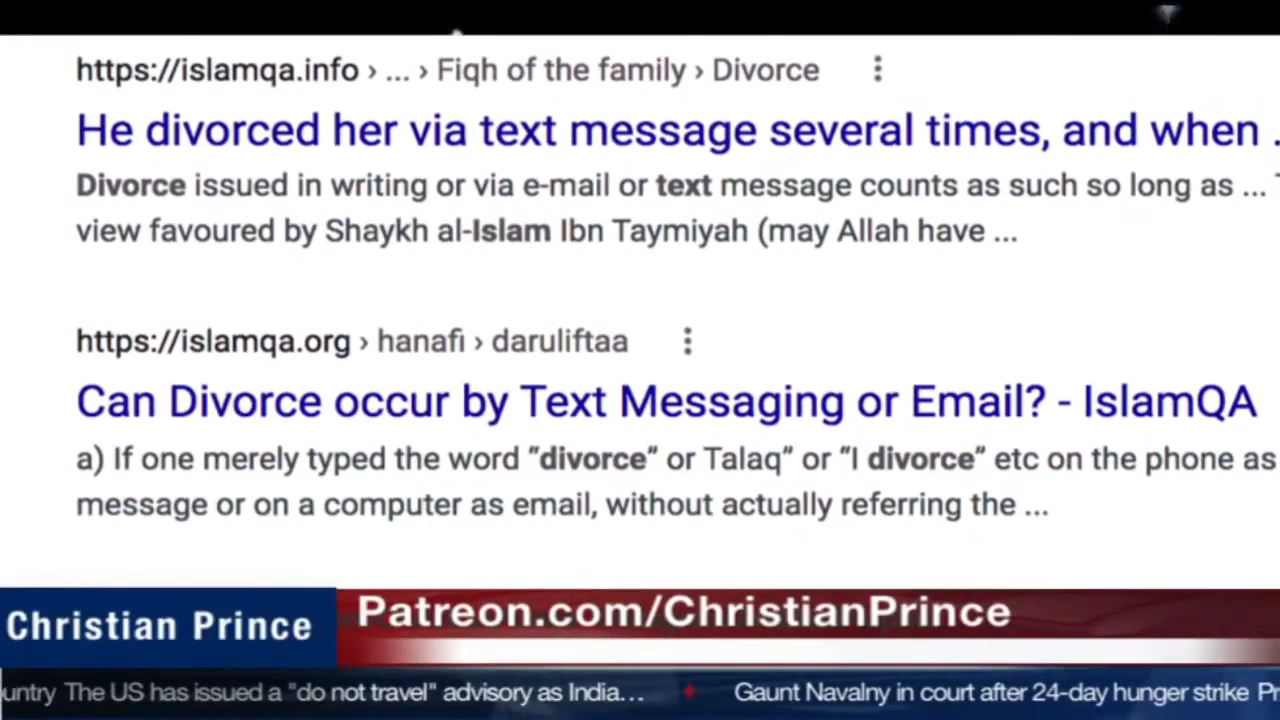 https://islamqa.info › ... › Fiqh of the family › Divorce
He divorced her via text message several times, and when .
Divorce issued in writing or via e-mail or text message counts as such so long as ...
view favoured by Shaykh al-Islam Ibn Taymiyah (may Allah have ...
https://islamqa.org › hanafi › daruliftaa
Can Divorce occur by Text Messaging or Email? - IslamQA
a) If one merely typed the word “divorce” or Talaq” or “I divorce” etc on the phone as
message or on a computer as email, without actually referring the ...
Christian Prince
Patreon.com/ChristianPrince
untry The US has issued a "do not travel" advisory as India... ♦ Gaunt Navalny in court after 24-day hunger strike